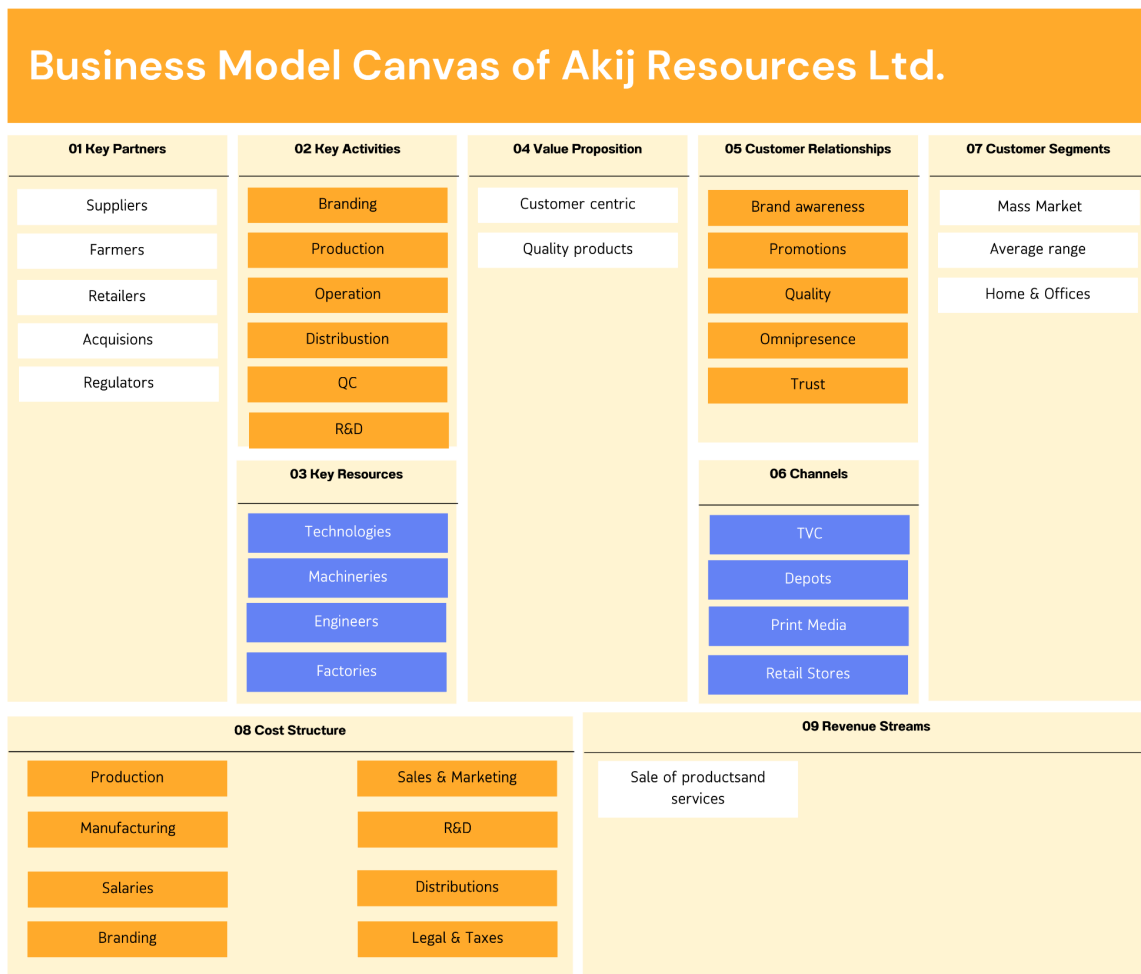 Business Model Canvas of Akij Resources Ltd.
01 Key Partners
Suppliers
Farmers
Retailers
Acquisions
Regulators
02 Key Activities
Branding
Production
Operation
Distribustion
QC
R&D
03 Key Resources
Technologies
Machineries
Engineers
Factories
04 Value Proposition
Customer centric
Quality products
05 Customer Relationships
Brand awareness
Promotions
Quality
Omnipresence
Trust
06 Channels
TVC
Depots
Print Media
Retail Stores
07 Customer Segments
Mass Market
Average range
Home & Offices
08 Cost Structure
Production
Manufacturing
Salaries
Branding
Sales & Marketing
R&D
Distributions
Legal & Taxes
09 Revenue Streams
Sale of productsand
services